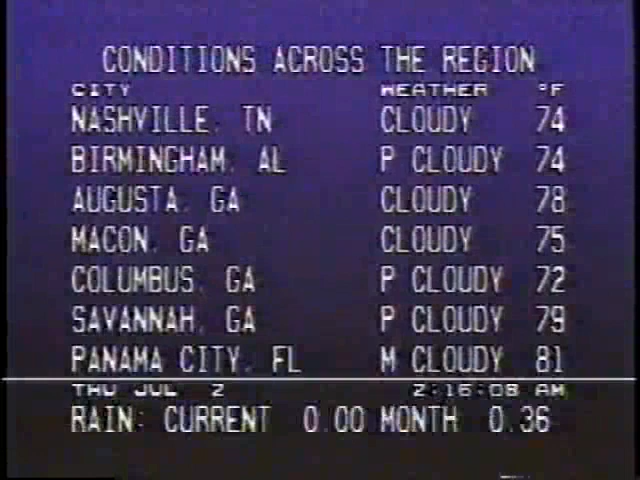 CONDITIONS ACROSS THE REGION
CITY WEATHER °F
NASHVILLE, TN CLOUDY 74
BIRMINGHAM, AL P CLOUDY 74
AUGUSTA, GA CLOUDY 78
MACON, GA CLOUDY 75
COLUMBUS, GA P CLOUDY 72
SAVANNAH, GA P CLOUDY 79
PANAMA CITY, FL M CLOUDY 81
THU JUL 2 2:16:08 AM
RAIN: CURRENT 0.00 MONTH 0.36